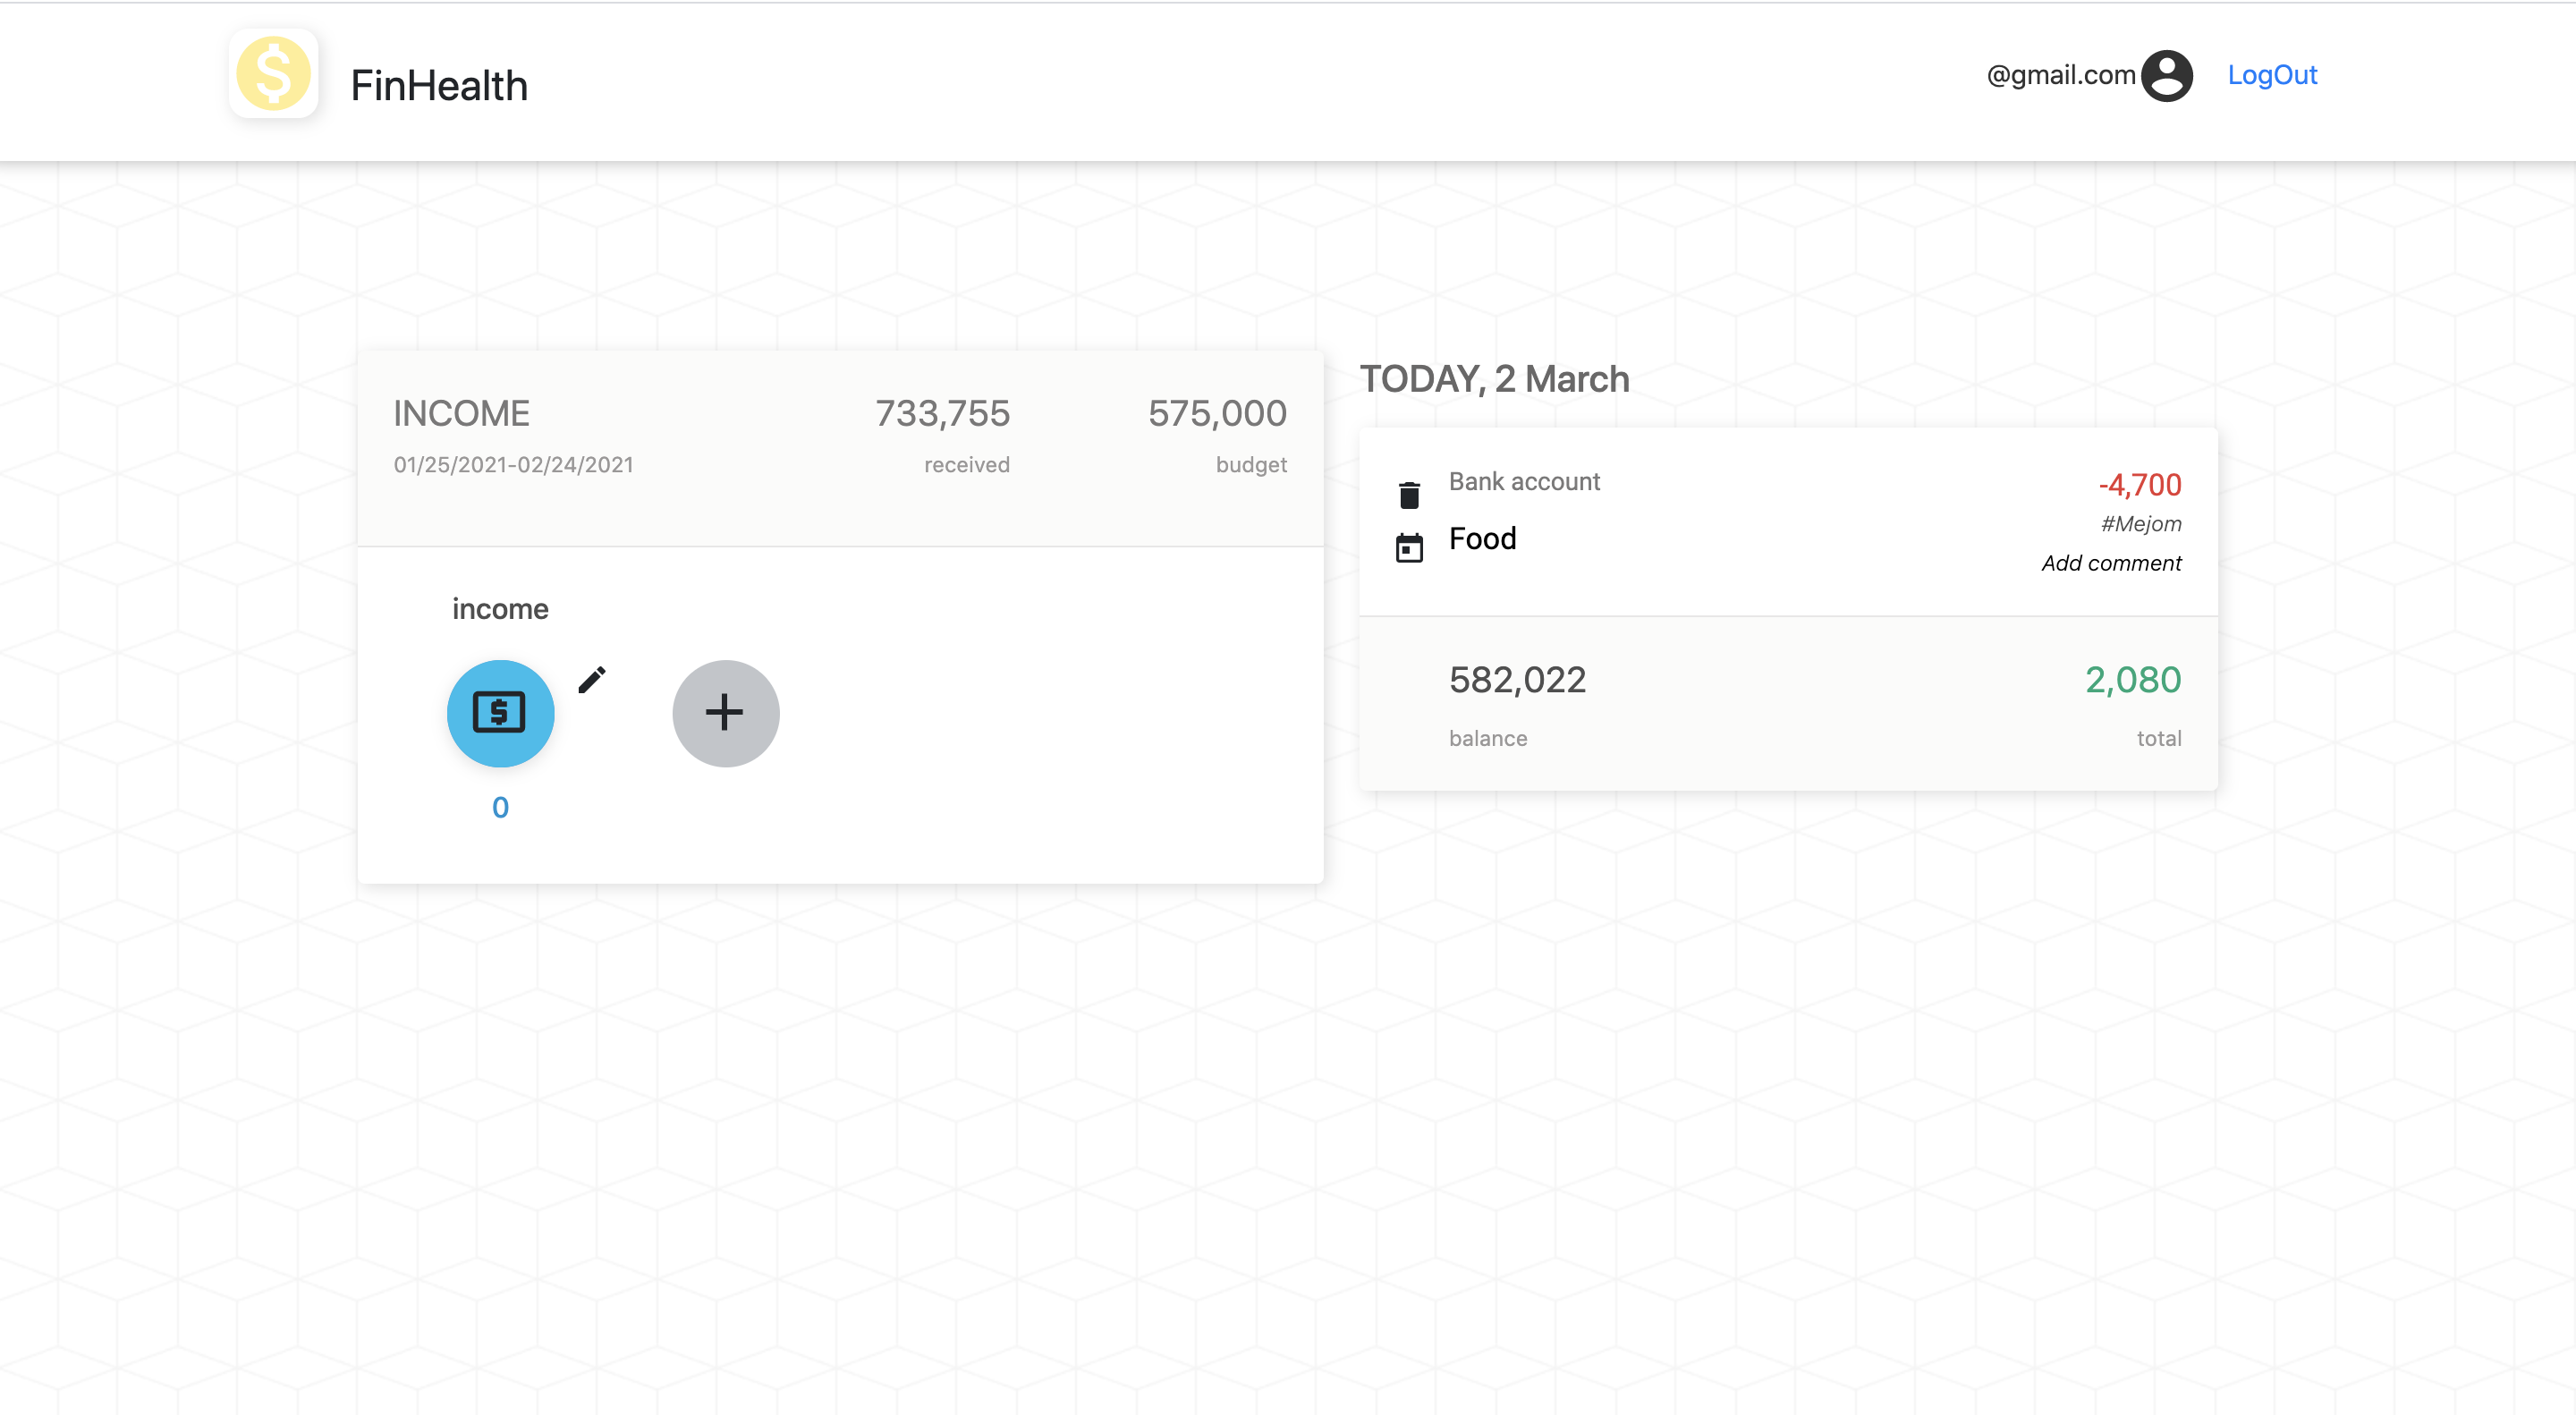 FinHealth
@gmail.com
LogOut
INCOME 733,755 575,000
01/25/2021-02/24/2021 received budget
income
0
TODAY, 2 March
Bank account -4,700
#Mejom
Food
Add comment
582,022 2,080
balance total